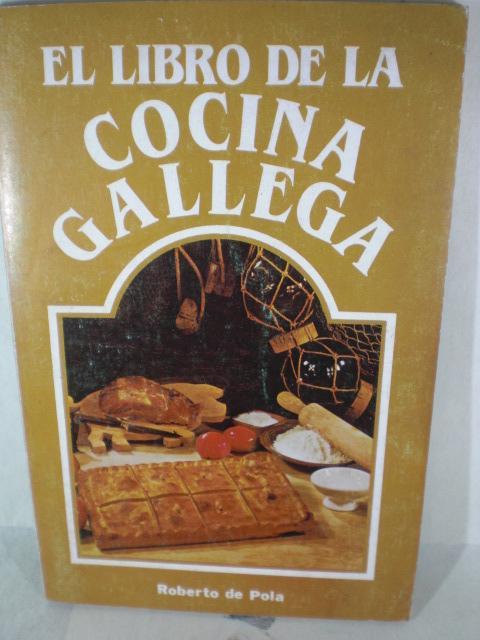 EL LIBRO DE LA
COCINA
GALLEGA
Roberto de Pola